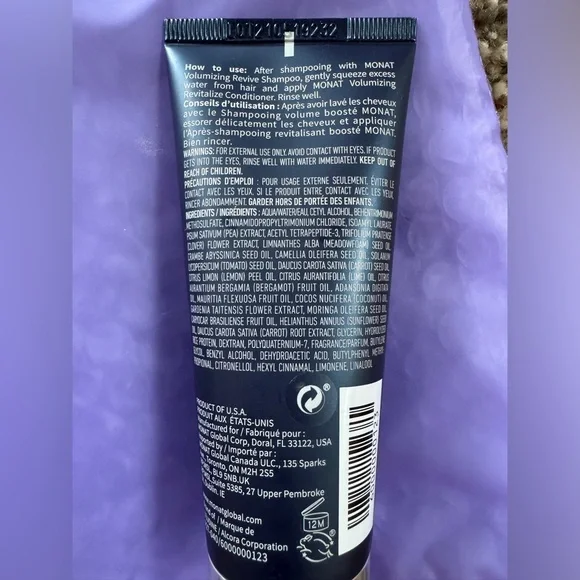 LOT210L19232
How to use: After shampooing with MONAT
Volumizing Revive Shampoo, gently squeeze excess
water from hair and apply MONAT Volumizing
Revitalize Conditioner. Rinse well.
Conseils d'utilisation : Après avoir lavé les cheveux
avec le Shampooing volume boosté MONAT,
essorer délicatement les cheveux et appliquer
l'Après-shampooing revitalisant boosté MONAT.
Bien rincer.
WARNINGS: FOR EXTERNAL USE ONLY. AVOID CONTACT WITH EYES. IF PRODUCT
GETS INTO THE EYES, RINSE WELL WITH WATER IMMEDIATELY. KEEP OUT OF
REACH OF CHILDREN.
PRÉCAUTIONS D'EMPLOI : POUR USAGE EXTERNE SEULEMENT. ÉVITER LE
CONTACT AVEC LES YEUX. SI LE PRODUIT ENTRE CONTACT AVEC LES YEUX,
RINCER ABONDAMMENT. GARDER HORS DE PORTÉE DES ENFANTS.
INGREDIENTS / INGRÉDIENTS : AQUA/WATER/EAU, CETYL ALCOHOL, BEHENTRIMONIUM
METHOSULFATE, CINNAMIDOPROPYLTRIMONIUM CHLORIDE, ISOAMYL LAURATE,
PISUM SATIVUM (PEA) EXTRACT, ACETYL TETRAPEPTIDE-3, TRIFOLIUM PRATENSE
(CLOVER) FLOWER EXTRACT, LIMNANTHES ALBA (MEADOWFOAM) SEED OIL,
CRAMBE ABYSSINICA SEED OIL, CAMELLIA OLEIFERA SEED OIL, SOLANUM
LYCOPERSICUM (TOMATO) SEED OIL, DAUCUS CAROTA SATIVA (CARROT) SEED OIL,
CITRUS LIMON (LEMON) PEEL OIL, CITRUS AURANTIFOLIA (LIME) OIL, CITRUS
AURANTIUM BERGAMIA (BERGAMOT) FRUIT OIL, ADANSONIA DIGITATA
OIL, MAURITIA FLEXUOSA FRUIT OIL, COCOS NUCIFERA (COCONUT) OIL,
GARDENIA TAITENSIS FLOWER EXTRACT, MORINGA OLEIFERA SEED OIL,
CARYOCAR BRASILIENSE FRUIT OIL, HELIANTHUS ANNUUS (SUNFLOWER) SEED
OIL, DAUCUS CAROTA SATIVA (CARROT) ROOT EXTRACT, GLYCERIN, HYDROLYZED
RICE PROTEIN, DEXTRAN, POLYQUATERNIUM-7, FRAGRANCE/PARFUM, BUTYLENE
GLYCOL, BENZYL ALCOHOL, DEHYDROACETIC ACID, BUTYLPHENYL
PROPIONAL, CITRONELLOL, HEXYL CINNAMAL, LIMONENE, LINALOOL
PRODUCT OF U.S.A.
PRODUIT AUX ÉTATS-UNIS
Manufactured for / Fabriqué pour :
MONAT Global Corp, Doral, FL 33122, USA
Imported by / Importé par :
MONAT Global Canada ULC., 135 Sparks
Toronto, ON M2H 2S5
BL9 5NB.UK
Suite 5385, 27 Upper Pembroke
Dublin, IE
monatglobal.com
/ Marque de
/ Alcora Corporation
040/6000000123
12M